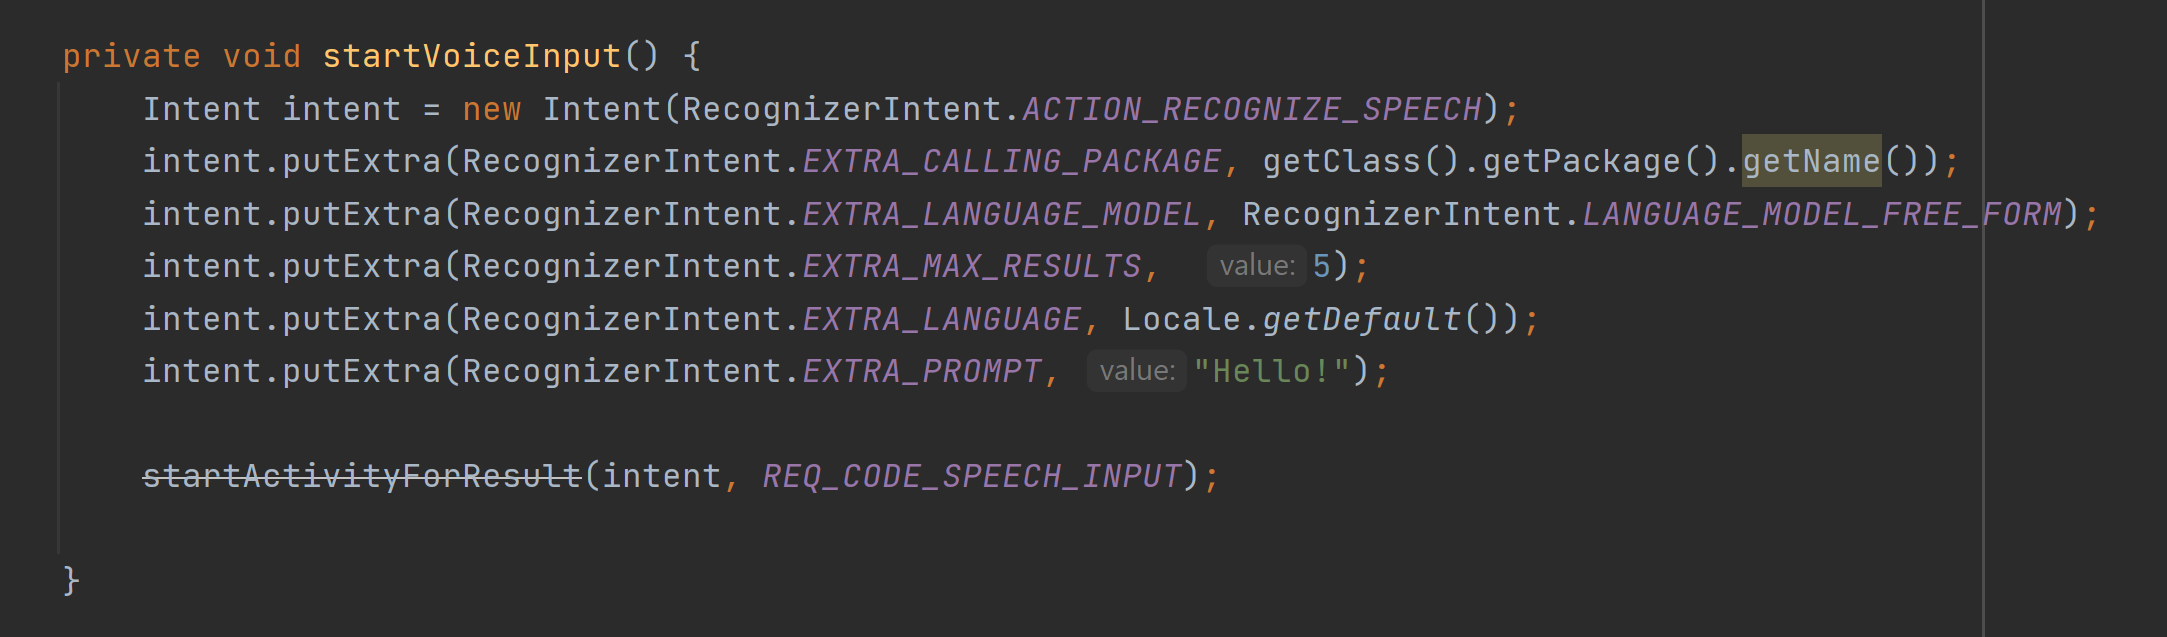 private void startVoiceInput() {
    Intent intent = new Intent(RecognizerIntent.ACTION_RECOGNIZE_SPEECH);
    intent.putExtra(RecognizerIntent.EXTRA_CALLING_PACKAGE, getClass().getPackage().getName());
    intent.putExtra(RecognizerIntent.EXTRA_LANGUAGE_MODEL, RecognizerIntent.LANGUAGE_MODEL_FREE_FORM);
    intent.putExtra(RecognizerIntent.EXTRA_MAX_RESULTS, value: 5);
    intent.putExtra(RecognizerIntent.EXTRA_LANGUAGE, Locale.getDefault());
    intent.putExtra(RecognizerIntent.EXTRA_PROMPT, value: "Hello!");
    startActivityForResult(intent, REQ_CODE_SPEECH_INPUT);
}